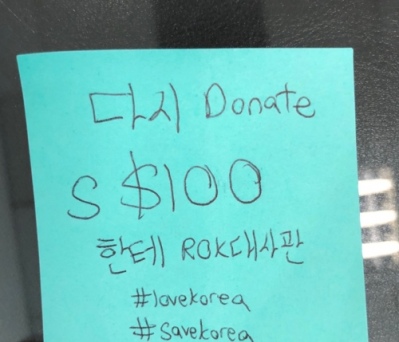 다시 Donate
S $100
한테 ROK대사관
#lovekorea
#savekorea